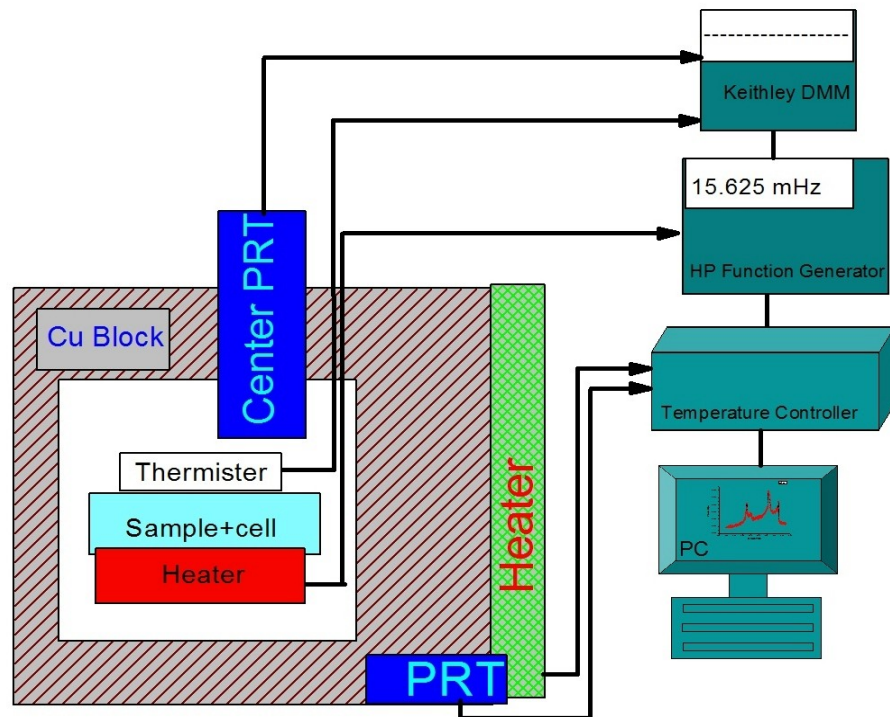 Keithley DMM
15.625 mHz
HP Function Generator
Center PRT
Cu Block
Temperature Controller
Thermister
Sample+cell
Heater
Heater
PC
PRT